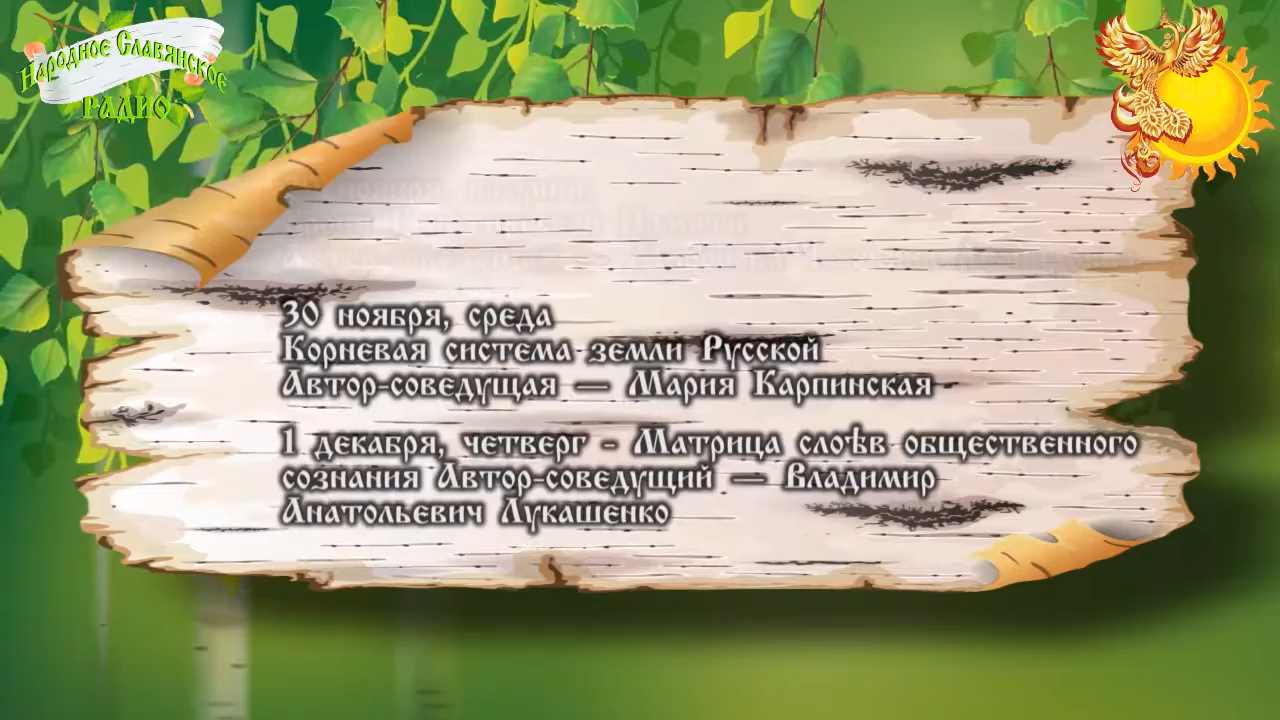 Народное Славянское
РАДИО
30 ноября, среда
Корневая система земли Русской
Автор-соведущая — Мария Карпинская
1 декабря, четверг - Матрица слоѣв общественного
сознания Автор-соведущий — Владимир
Анатольевич Лукашенко